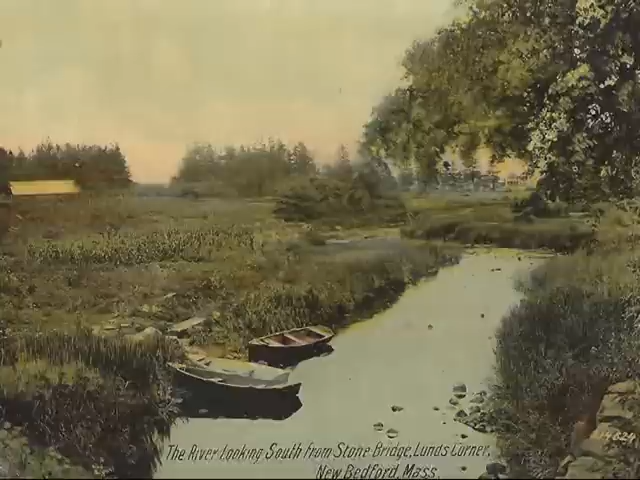 The River Looking South from Stone Bridge, Lunds Corner,
New Bedford, Mass.